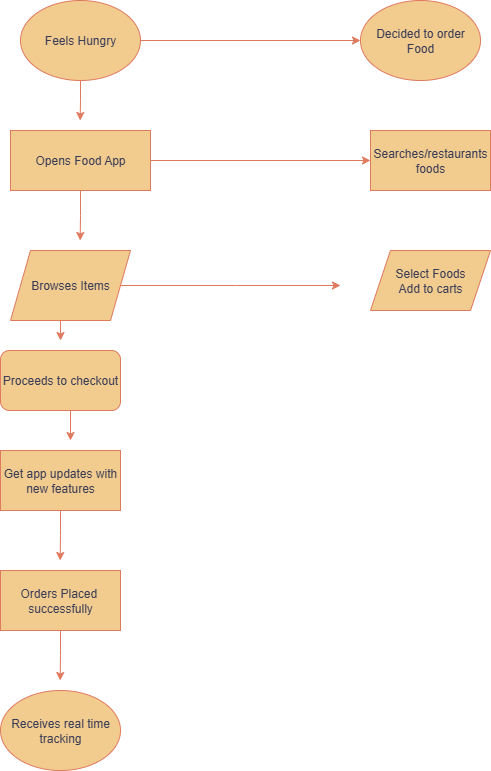 Feels Hungry
Decided to order
Food
Opens Food App
Searches/restaurants
foods
Browses Items
Select Foods
Add to carts
Proceeds to checkout
Get app updates with
new features
Orders Placed
successfully
Receives real time
tracking